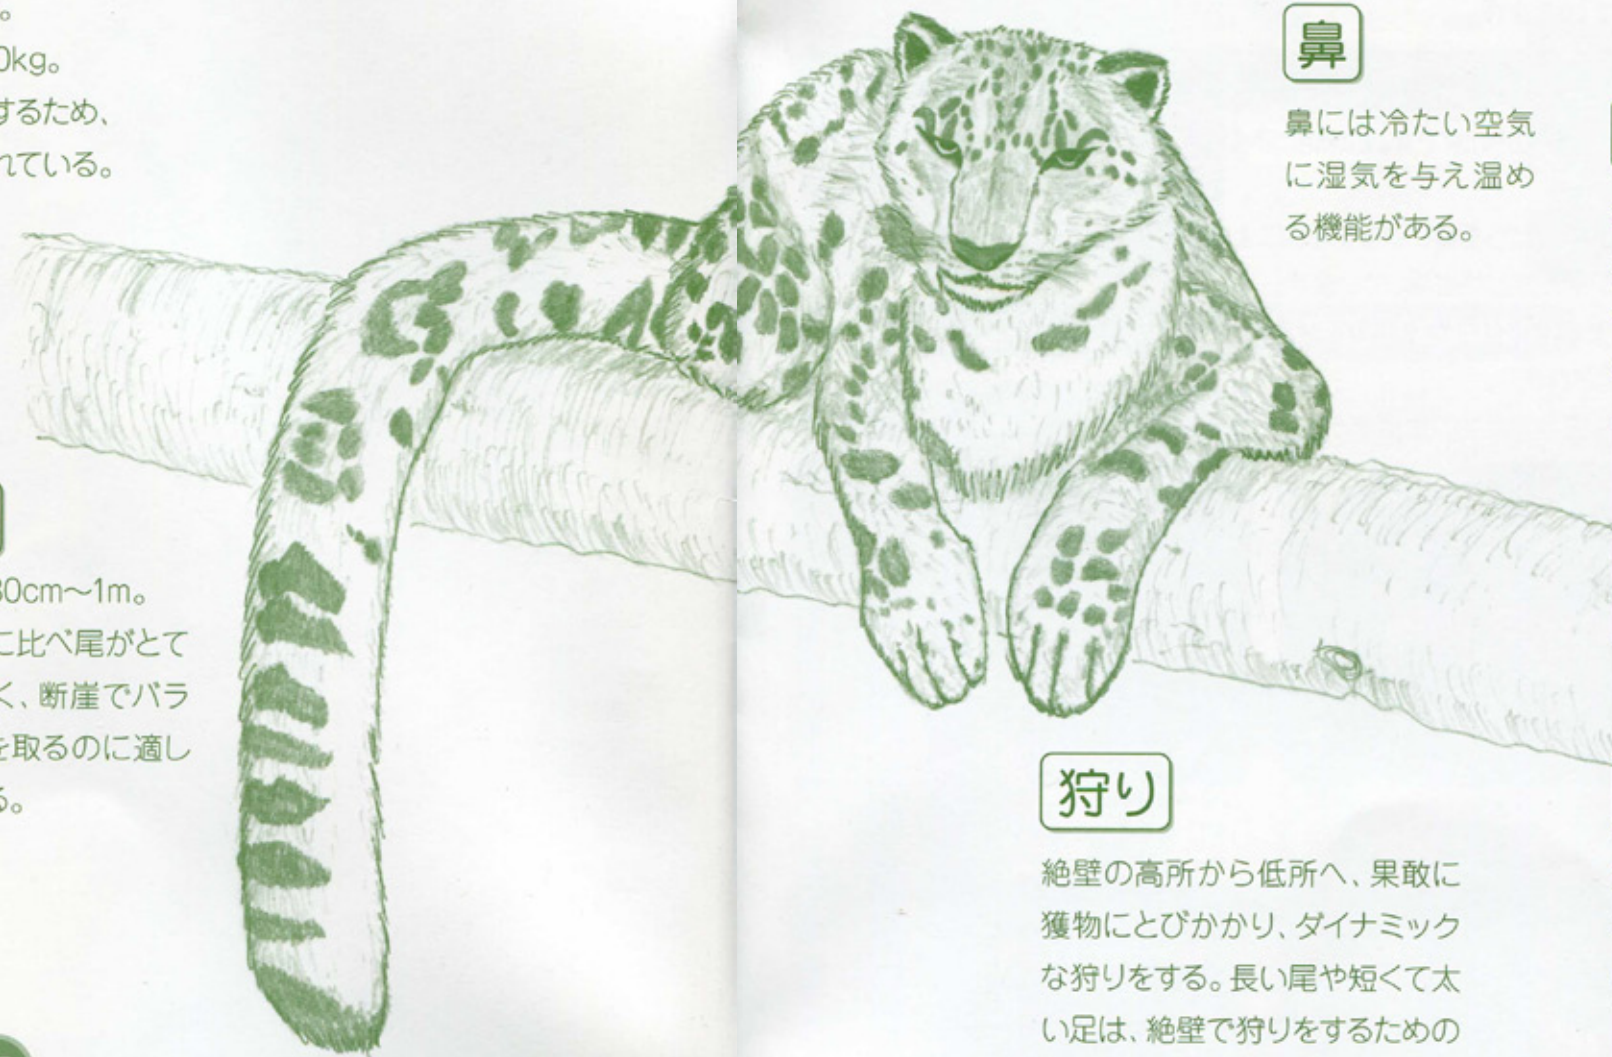 0kg。
するため、
れている。
80cm～1m。
に比べ尾がとて
く、断崖でバラ
を取るのに適し
る。
鼻
鼻には冷たい空気
に湿気を与え温め
る機能がある。
狩り
絶壁の高所から低所へ、果敢に
獲物にとびかかり、ダイナミック
な狩りをする。長い尾や短くて太
い足は、絶壁で狩りをするための